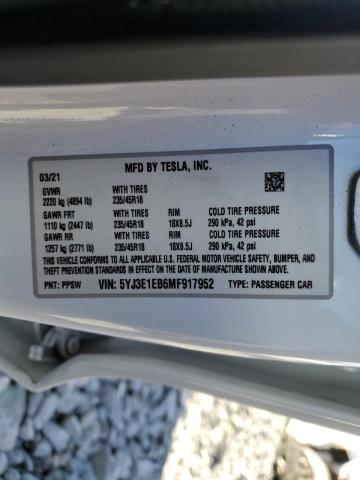 MFD BY TESLA, INC.
03/21
GVWR WITH TIRES
2220 kg (4894 lb) 235/45R18
GAWR FRT WITH TIRES RIM COLD TIRE PRESSURE
1110 kg (2447 lb) 235/45R18 18X8.5J 290 kPa, 42 psi
GAWR RR WITH TIRES RIM COLD TIRE PRESSURE
1257 kg (2771 lb) 235/45R18 18X8.5J 290 kPa, 42 psi
THIS VEHICLE CONFORMS TO ALL APPLICABLE U.S. FEDERAL MOTOR VEHICLE SAFETY, BUMPER, AND
THEFT PREVENTION STANDARDS IN EFFECT ON THE DATE OF MANUFACTURE SHOWN ABOVE.
PNT: PPSW VIN: 5YJ3E1EB6MF917952 TYPE: PASSENGER CAR